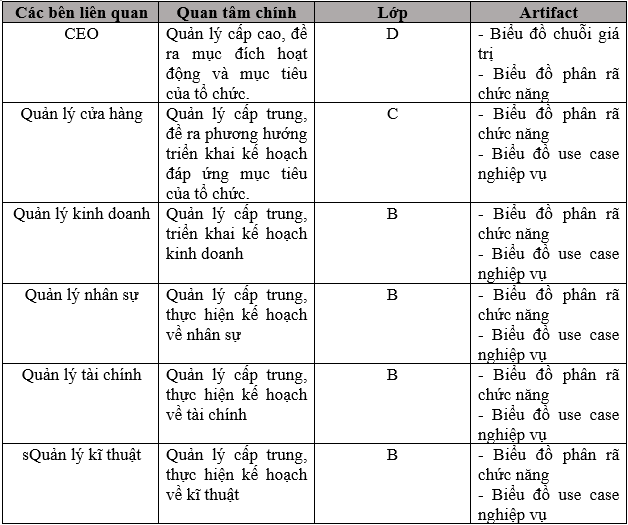 Các bên liên quan Quan tâm chính Lớp Artifact
CEO
Quản lý cấp cao, đề
ra mục đích hoạt
động và mục tiêu
của tổ chức.
D
- Biểu đồ chuỗi giá
trị
- Biểu đồ phân rã
chức năng
Quản lý cửa hàng
Quản lý cấp trung,
đề ra phương hướng
triển khai kế hoạch
đáp ứng mục tiêu
của tổ chức.
C
- Biểu đồ phân rã
chức năng
- Biểu đồ use case
nghiệp vụ
Quản lý kinh doanh
Quản lý cấp trung,
triển khai kế hoạch
kinh doanh
B
- Biểu đồ phân rã
chức năng
- Biểu đồ use case
nghiệp vụ
Quản lý nhân sự
Quản lý cấp trung,
thực hiện kế hoạch
về nhân sự
B
- Biểu đồ phân rã
chức năng
- Biểu đồ use case
nghiệp vụ
Quản lý tài chính
Quản lý cấp trung,
thực hiện kế hoạch
về tài chính
B
- Biểu đồ phân rã
chức năng
- Biểu đồ use case
nghiệp vụ
sQuản lý kĩ thuật
Quản lý cấp trung,
thực hiện kế hoạch
về kĩ thuật
B
- Biểu đồ phân rã
chức năng
- Biểu đồ use case
nghiệp vụ